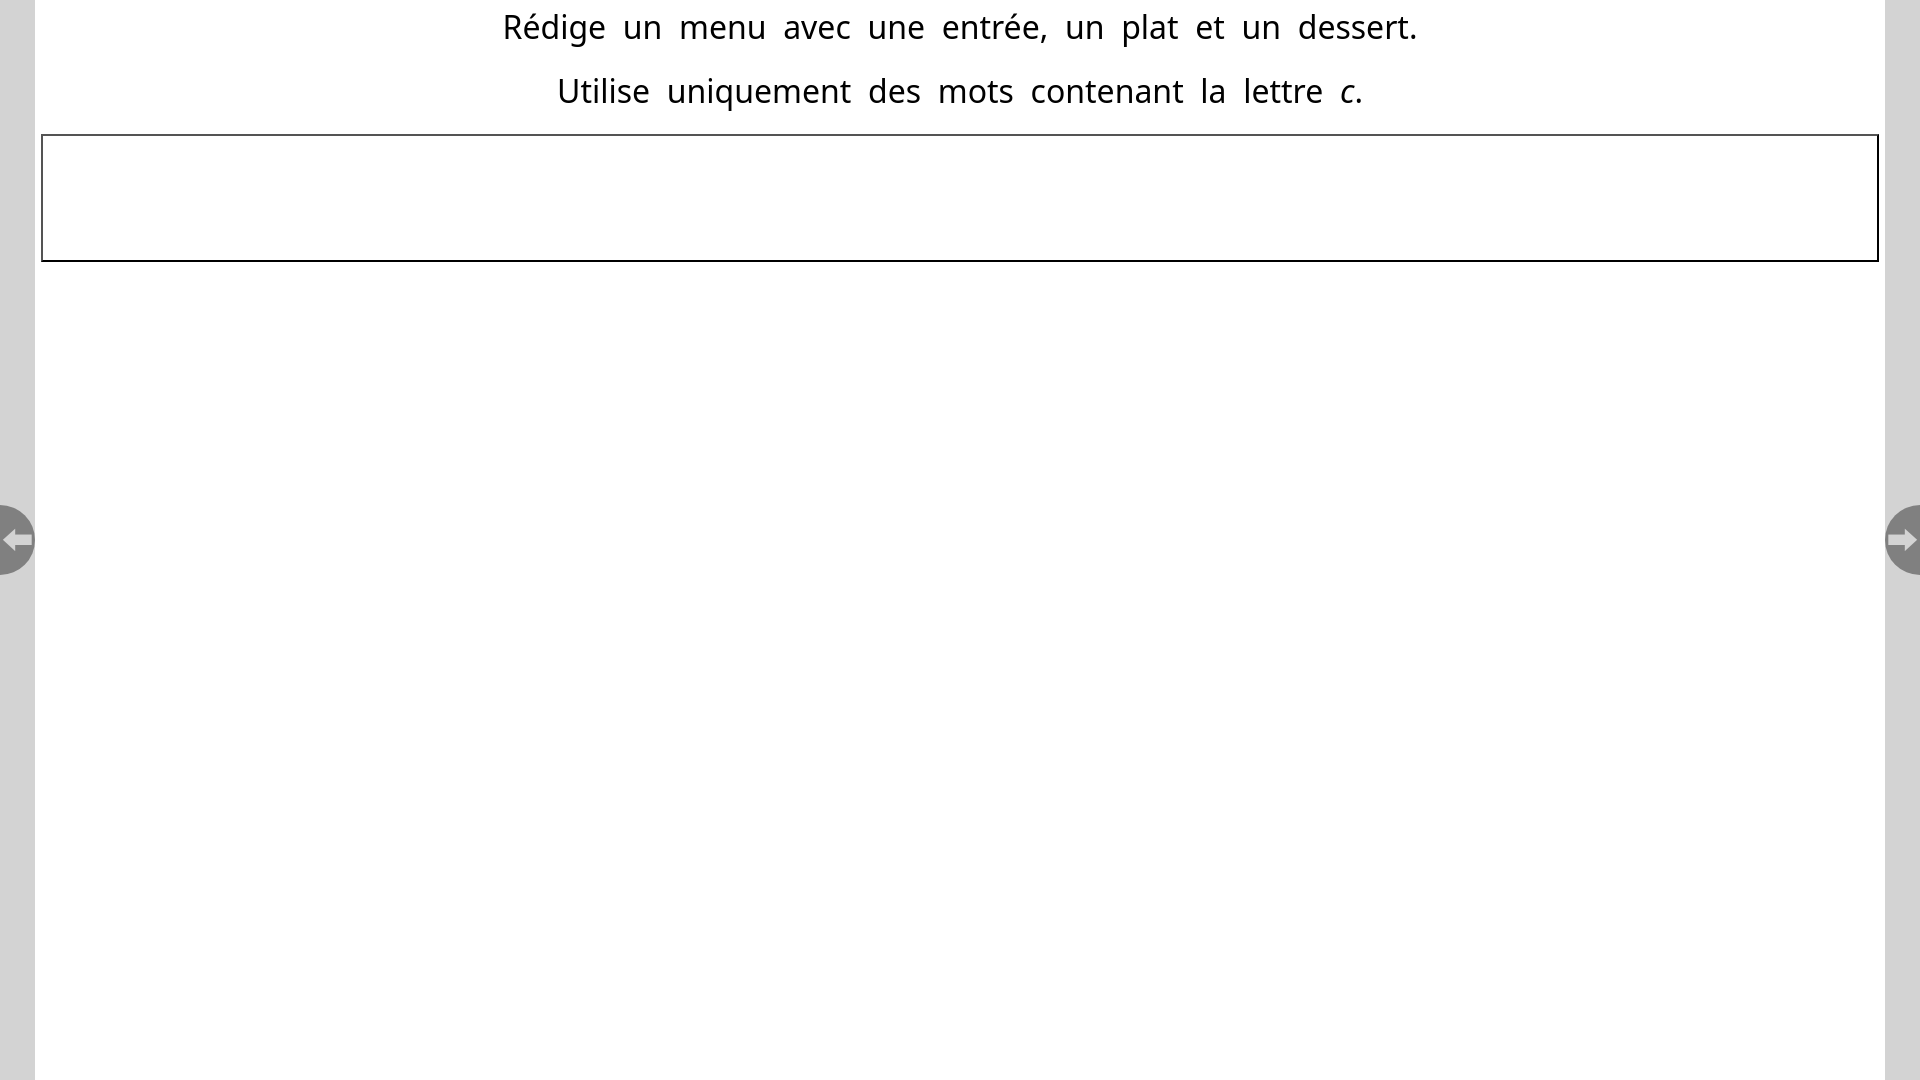 Rédige un menu avec une entrée, un plat et un dessert.
Utilise uniquement des mots contenant la lettre c.